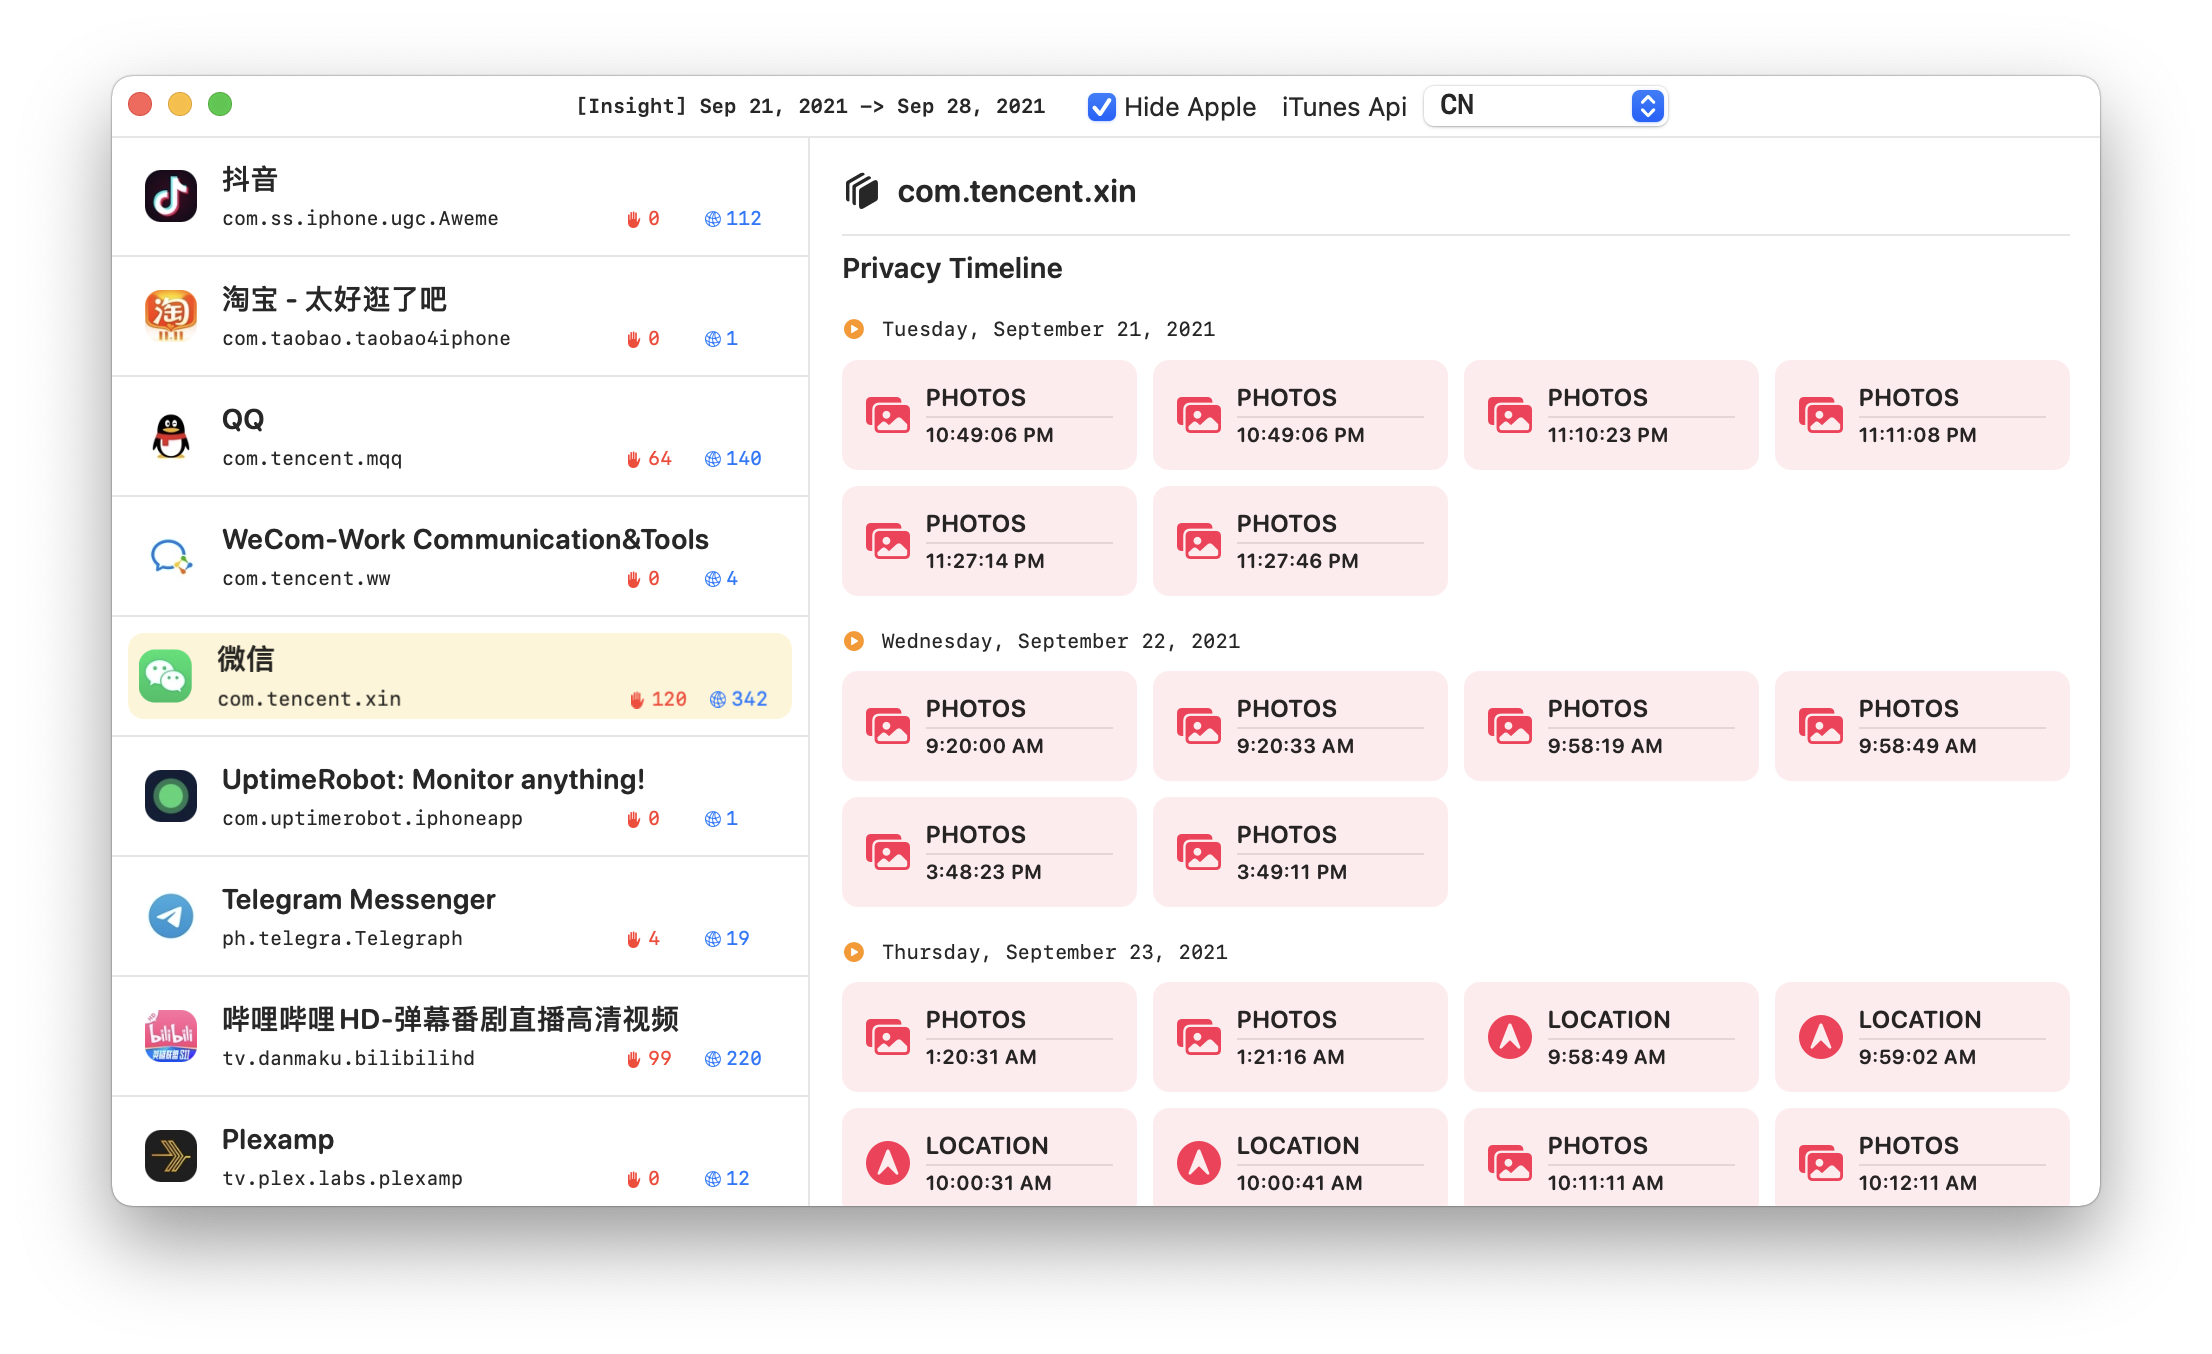 [Insight] Sep 21, 2021 -> Sep 28, 2021
Hide Apple
iTunes Api
CN
抖音
com.ss.iphone.ugc.Aweme
0
112
淘宝 - 太好逛了吧
com.taobao.taobao4iphone
0
1
淘
11.11
QQ
com.tencent.mqq
64
140
WeCom-Work Communication&Tools
com.tencent.ww
0
4
微信
com.tencent.xin
120
342
UptimeRobot: Monitor anything!
com.uptimerobot.iphoneapp
0
1
Telegram Messenger
ph.telegra.Telegraph
4
19
哔哩哔哩HD-弹幕番剧直播高清视频
tv.danmaku.bilibilihd
99
220
bilibili
Plexamp
tv.plex.labs.plexamp
0
12
com.tencent.xin
Privacy Timeline
Tuesday, September 21, 2021
PHOTOS
10:49:06 PM
PHOTOS
10:49:06 PM
PHOTOS
11:10:23 PM
PHOTOS
11:11:08 PM
PHOTOS
11:27:14 PM
PHOTOS
11:27:46 PM
Wednesday, September 22, 2021
PHOTOS
9:20:00 AM
PHOTOS
9:20:33 AM
PHOTOS
9:58:19 AM
PHOTOS
9:58:49 AM
PHOTOS
3:48:23 PM
PHOTOS
3:49:11 PM
Thursday, September 23, 2021
PHOTOS
1:20:31 AM
PHOTOS
1:21:16 AM
LOCATION
9:58:49 AM
LOCATION
9:59:02 AM
LOCATION
10:00:31 AM
LOCATION
10:00:41 AM
PHOTOS
10:11:11 AM
PHOTOS
10:12:11 AM